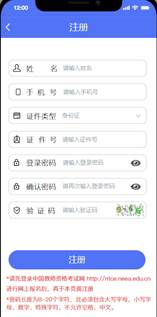 12:00
注册
姓 名 请输入姓名
手 机 号 请输入手机号
证件类型 身份证
证 件 号 请输入证件号
登录密码 请输入登录密码
确认密码 请再次输入登录密码
验 证 码 请输入验证码
注册
*请先登录中国教师资格考试网 http://ntce.neea.edu.cn
进行网上报名后，再于本页面注册
*密码长度为8-20个字符，且必须包含大写字母，小写字
母，数字，特殊字符，不允许空格，中文。